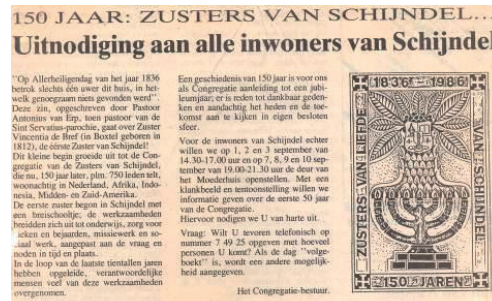 150 JAAR: ZUSTERS VAN SCHIJNDEL...
Uitnodiging aan alle inwoners van Schijndel
"Op Allerheiligendag van het jaar 1836
betrok slechts één uwer dit huis, in het-
welk genoegzaam niets gevonden werd".
Deze zin, opgeschreven door Pastoor
Antonius van Erp, toen pastoor van de
Sint Servatius-parochie, gaat over Zuster
Vincentia de Bref (in Boxtel geboren in
1812), de eerste Zuster van Schijndel!
Dit kleine begin groeide uit tot de Con-
gregatie van de Zusters van Schijndel,
die nu, 150 jaar later, plm. 750 leden telt,
woonachtig in Nederland, Afrika, Indo-
nesia, Midden- en Zuid-Amerika.
De eerste zuster begon in Schijndel met
een breischooltje; de werkzaamheden
breidden zich uit tot onderwijs, zorg voor
zieken en bejaarden, missiewerk en so-
ciaal werk, aangepast aan de vraag en
noden in tijd en plaats.
In de loop van de laatste tientallen jaren
hebben opgeleide, verantwoordelijke
mensen veel van deze werkzaamheden
overgenomen.
Een geschiedenis van 150 jaar is voor ons
als Congregatie aanleiding tot een jubi-
leumjaar; er is reden tot dankbaar geden-
ken en aandachtig het heden en de toe-
komst aan te kijken in eigen besloten
sfeer.
Voor de inwoners van Schijndel echter
willen we op 1, 2 en 3 september van
14.30-17.00 uur en op 7, 8, 9 en 10 sep-
tember van 19.00-21.30 uur de deur van
het Moederhuis openstellen. Met een
klankbeeld en tentoonstelling willen we
informatie geven over de eerste 50 jaar
van de Congregatie.
Hiervoor nodigen we U van harte uit.
Vraag: Wilt U tevoren telefonisch op
nummer 7 49 25 opgeven met hoeveel
personen U komt? Als de dag "volge-
boekt" is, wordt een andere mogelijk-
heid aangegeven.
Het Congregatie-bestuur.
1836 1986
ZUSTERS VAN LIEFDE
SCHIJNDEL
150 JAREN